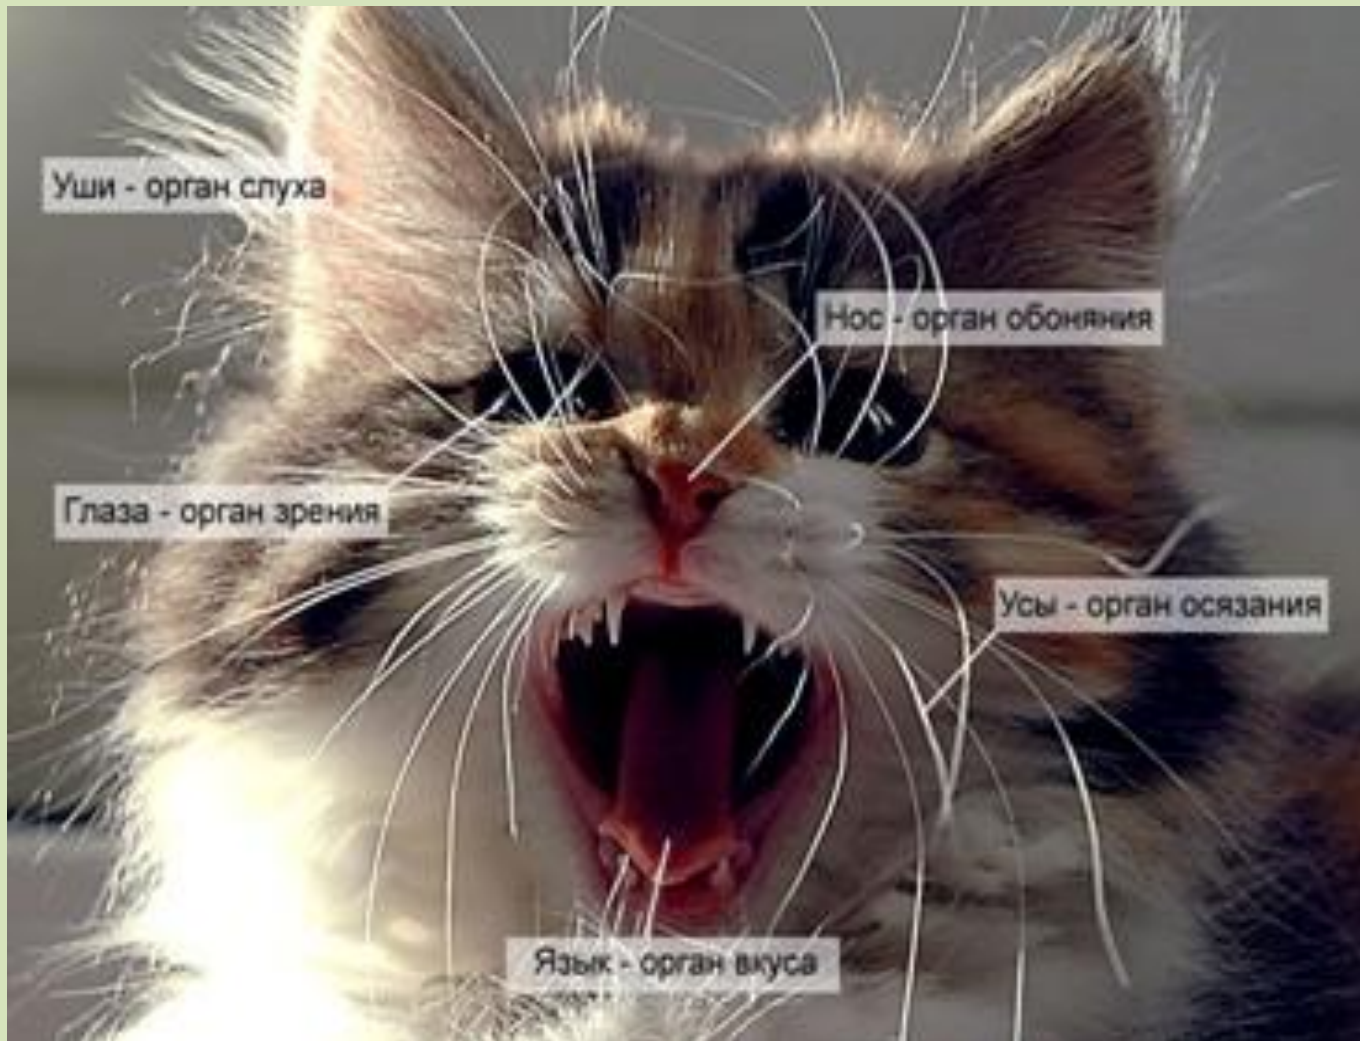 Уши - орган слуха
Нос - орган обоняния
Глаза - орган зрения
Усы - орган осязания
Язык - орган вкуса